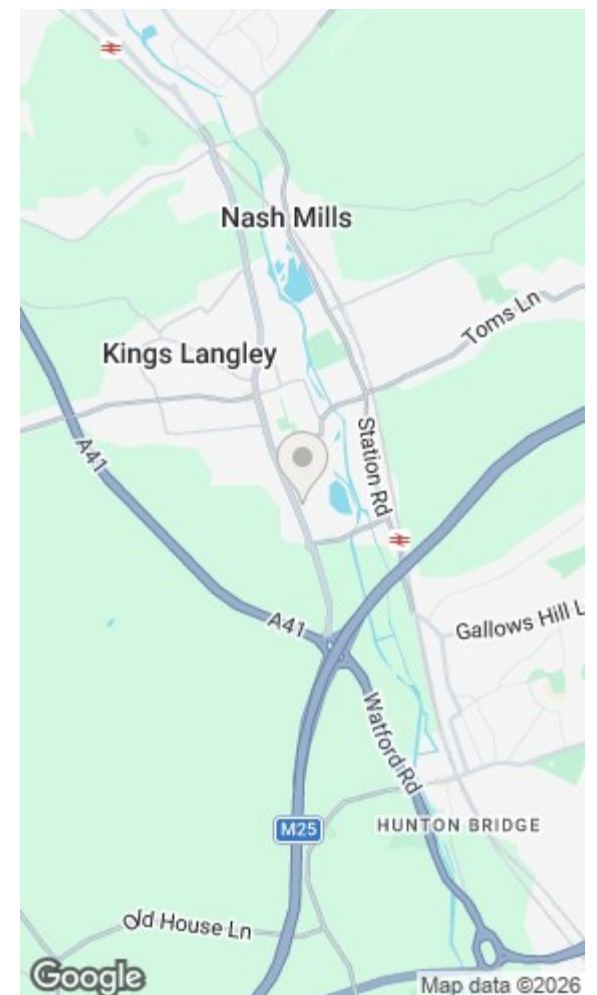 Nash Mills
Toms Ln
Kings Langley
Station Rd
A41
A41
Gallows Hill L
Watford Rd
M25
HUNTON BRIDGE
Old House Ln
Google
Map data ©2026